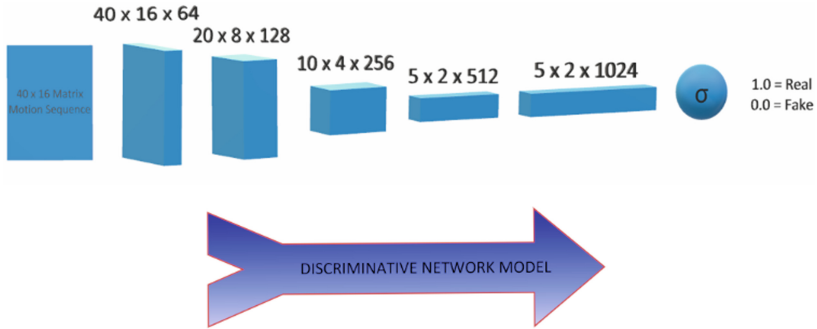 40 x 16 x 64
20 x 8 x 128
10 x 4 x 256
5 x 2 x 512
5 x 2 x 1024
40 x 16 Matrix
Motion Sequence
σ
1.0 = Real
0.0 = Fake
DISCRIMINATIVE NETWORK MODEL